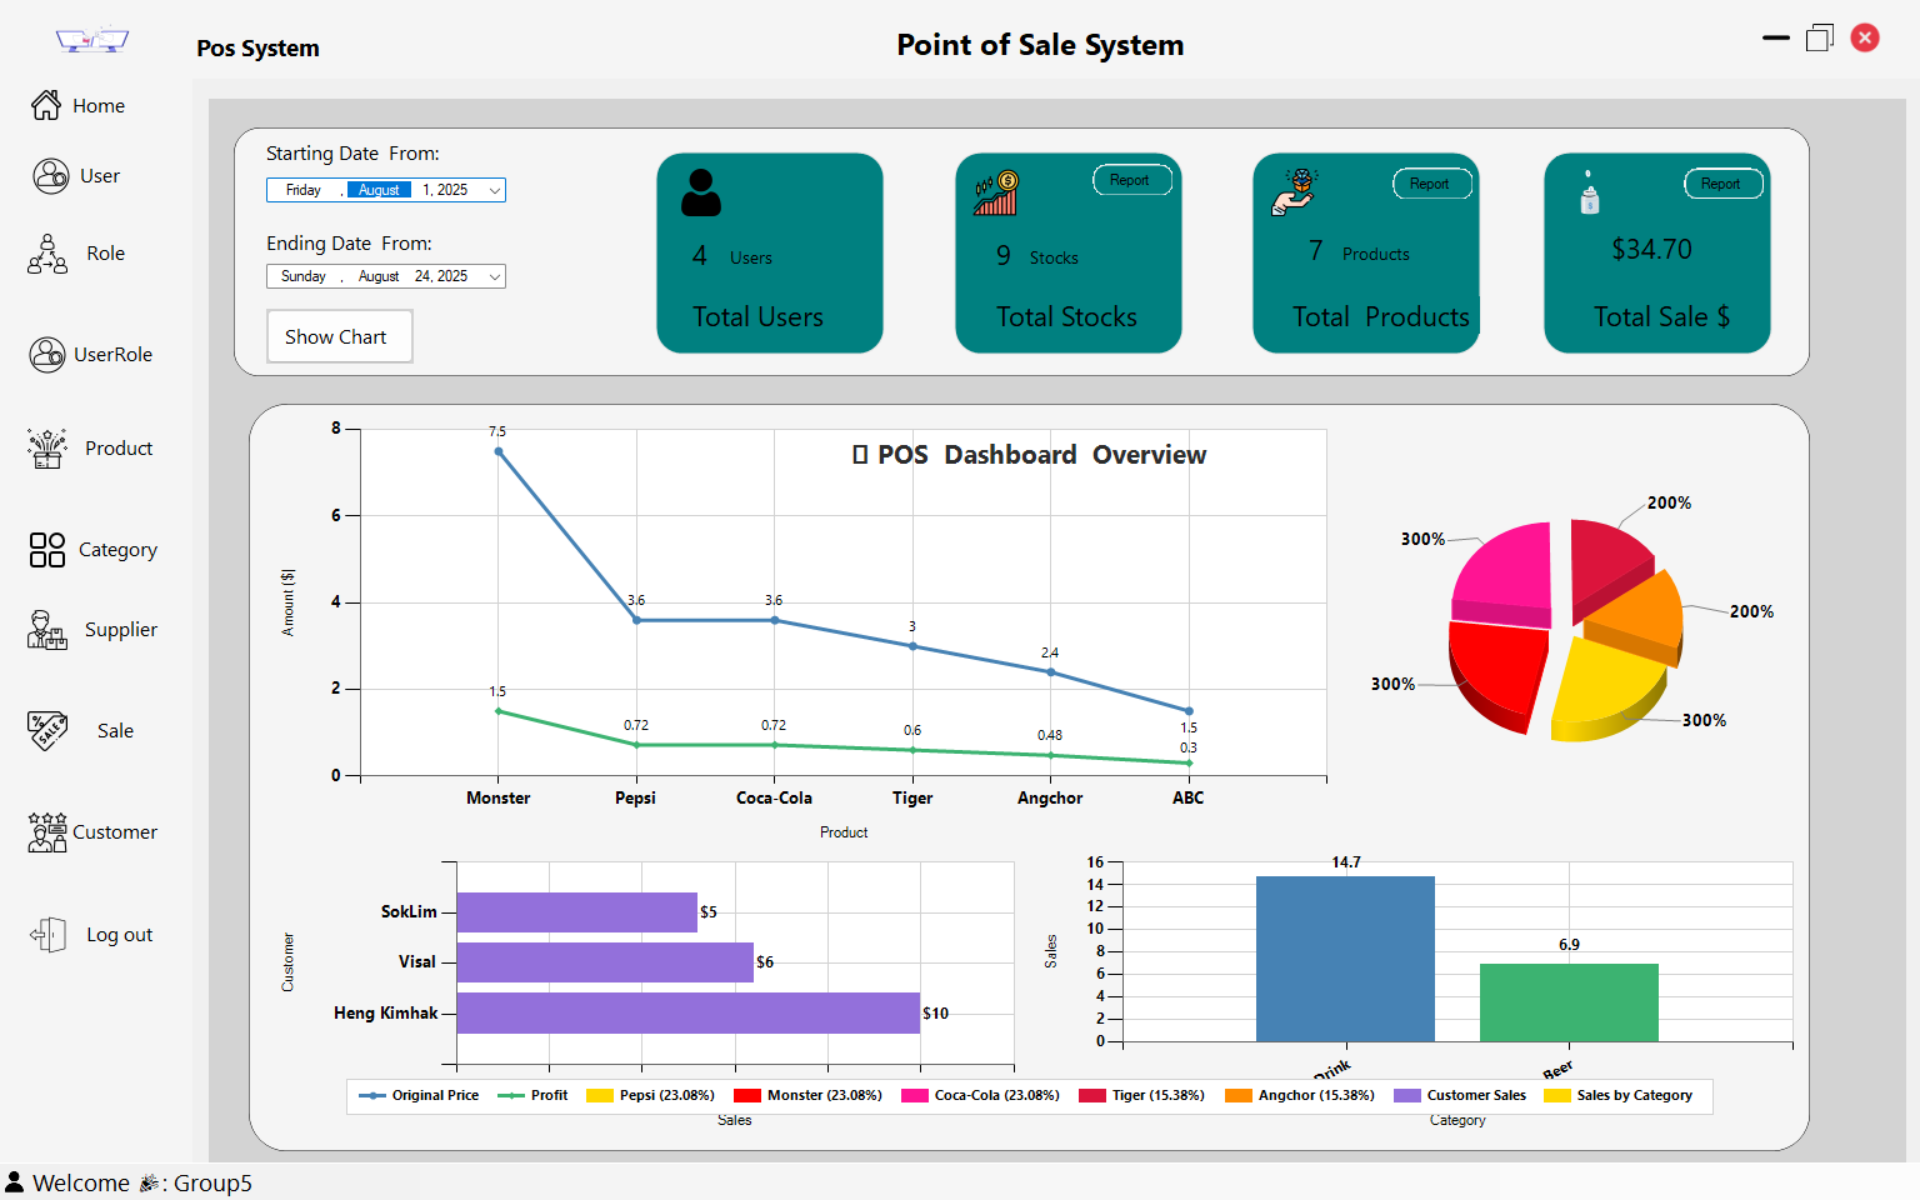 Pos System
Point of Sale System
Home
User
Role
UserRole
Product
Category
Supplier
Sale
Customer
Log out
Starting Date From:
Friday , August 1, 2025
Ending Date From:
Sunday , August 24, 2025
Show Chart
4 Users
Total Users
Report
9 Stocks
Total Stocks
Report
7 Products
Total Products
Report
$34.70
Total Sale $
POS Dashboard Overview
Amount ($)
8
6
4
2
0
7.5
3.6
3.6
3
2.4
1.5
1.5
0.72
0.72
0.6
0.48
0.3
Monster
Pepsi
Coca-Cola
Tiger
Angchor
ABC
Product
200%
300%
200%
300%
300%
Customer
SokLim
$5
Visal
$6
Heng Kimhak
$10
Sales
Sales
16
14
12
10
8
6
4
2
0
14.7
6.9
Drink
Beer
Category
Original Price
Profit
Pepsi (23.08%)
Monster (23.08%)
Coca-Cola (23.08%)
Tiger (15.38%)
Angchor (15.38%)
Customer Sales
Sales by Category
Welcome : Group5